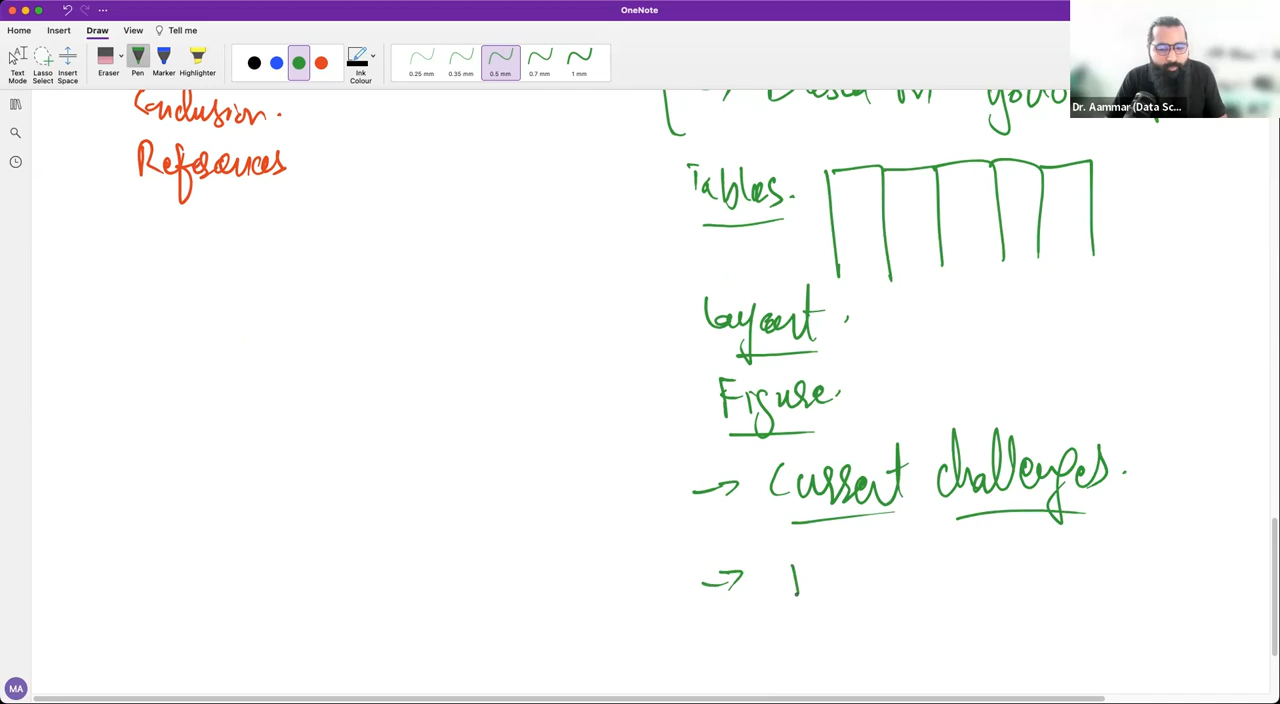 OneNote
Home Insert Draw View Tell me
Text Mode
Lasso Select
Insert Space
Eraser
Pen
Marker
Highlighter
Ink Colour
0.25 mm
0.35 mm
0.5 mm
0.7 mm
1 mm
Dr. Aammar (Data Sc...
Conclusion.
References
Tables.
Layout.
Figure.
→ Current challenges.
→
MA